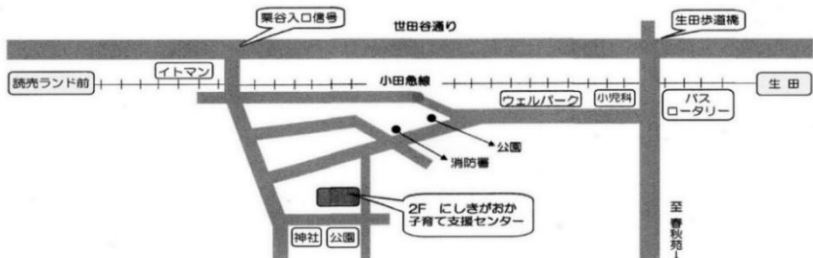 栗谷入口信号
世田谷通り
生田歩道橋
イトマン
読売ランド前
小田急線
ウェルパーク
小児科
バス
ロータリー
生田
公園
消防署
2F にしきがおか
子育て支援センター
神社
公園
至 春秋苑